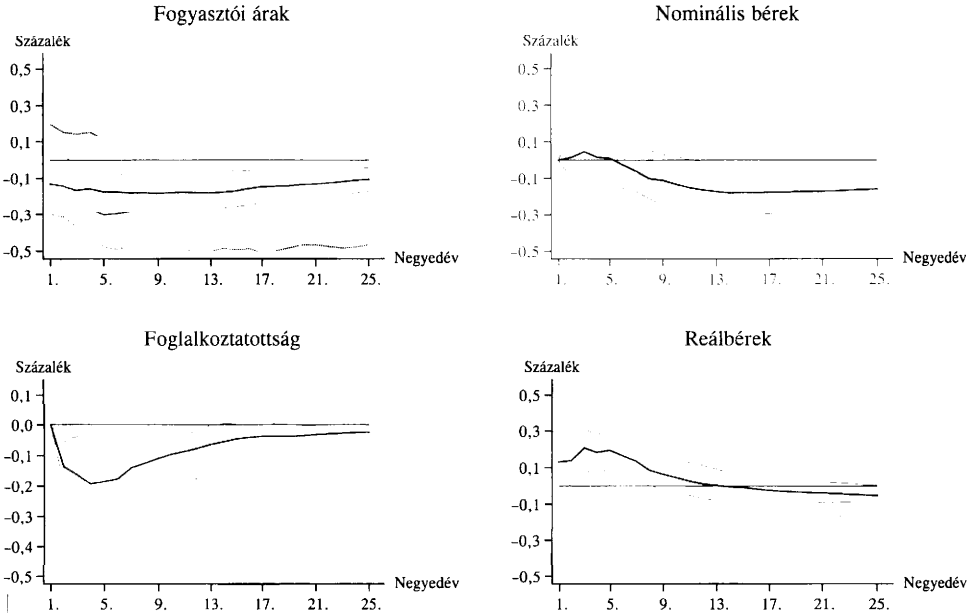 Fogyasztói árak
Százalék
0,5
0,3
0,1
–0,1
–0,3
–0,5
1. 5. 9. 13. 17. 21. 25.
Negyedév
Nominális bérek
Százalék
0,5
0,3
0,1
–0,1
–0,3
–0,5
1. 5. 9. 13. 17. 21. 25.
Negyedév
Foglalkoztatottság
Százalék
0,1
0,0
–0,1
–0,2
–0,3
–0,4
–0,5
1. 5. 9. 13. 17. 21. 25.
Negyedév
Reálbérek
Százalék
0,5
0,3
0,1
–0,1
–0,3
–0,5
1. 5. 9. 13. 17. 21. 25.
Negyedév